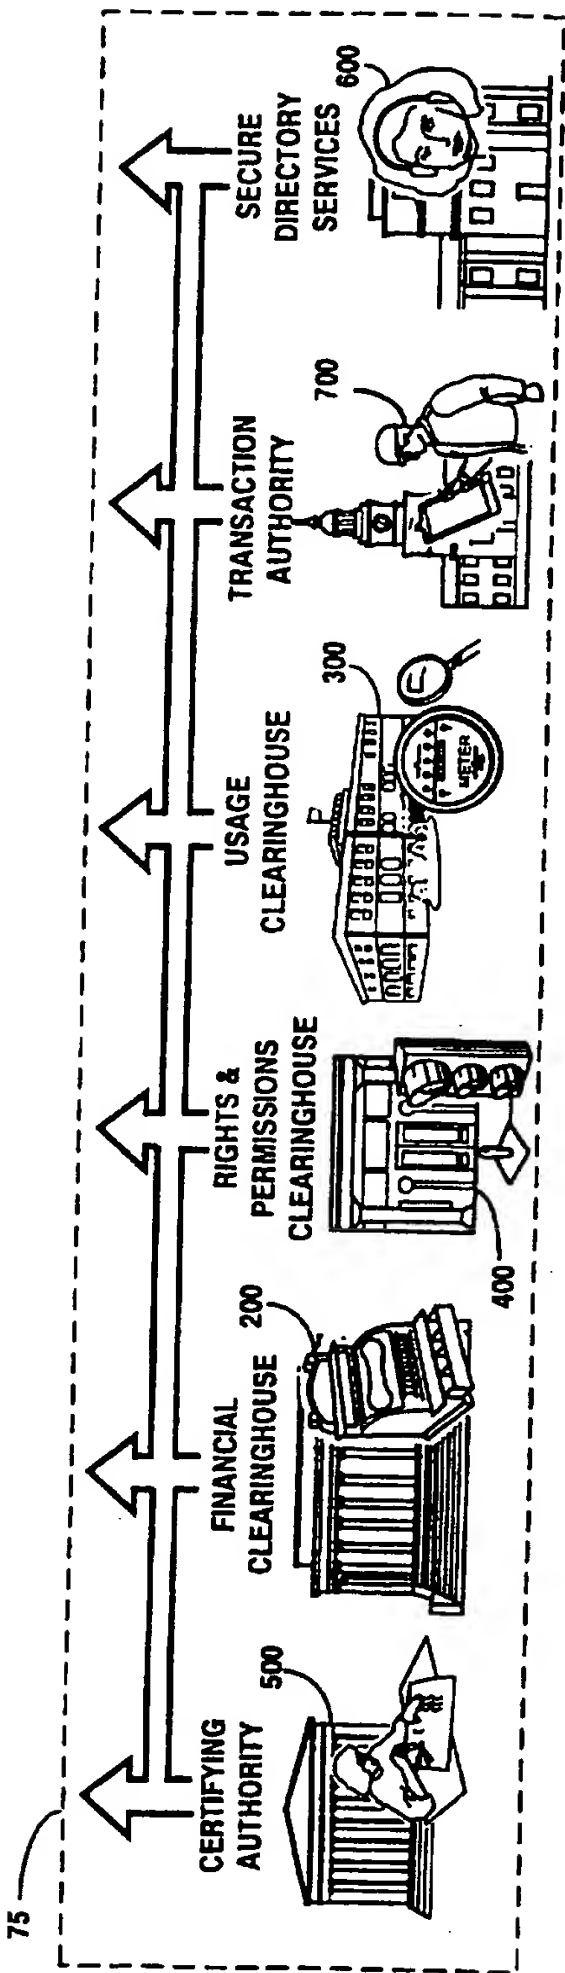 75
CERTIFYING
AUTHORITY
500
FINANCIAL
CLEARINGHOUSE
200
RIGHTS &
PERMISSIONS
CLEARINGHOUSE
400
USAGE
CLEARINGHOUSE
300
METER
TRANSACTION
AUTHORITY
700
SECURE
DIRECTORY
SERVICES
600